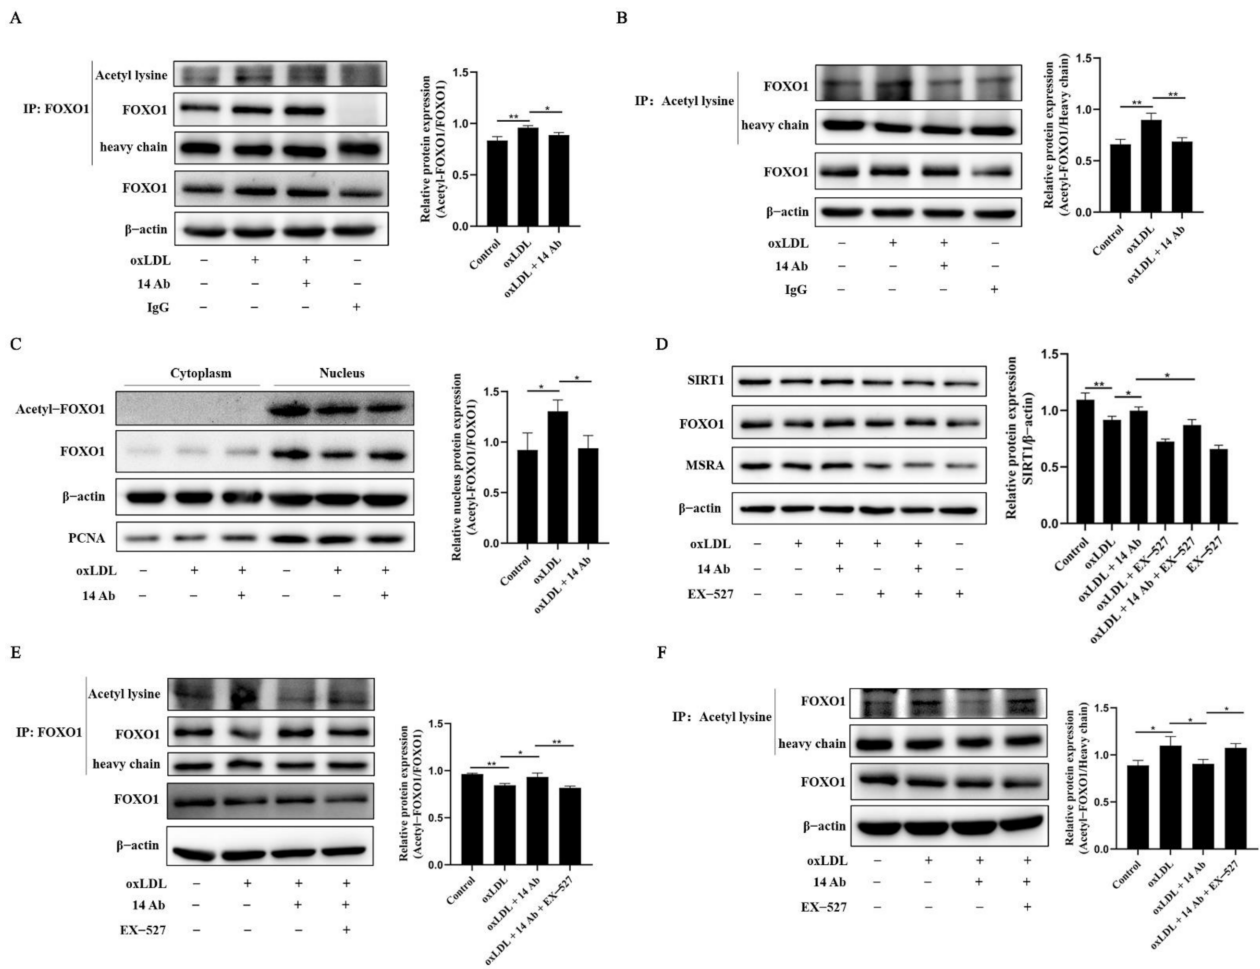 A
Acetyl lysine
IP: FOXO1
FOXO1
heavy chain
FOXO1
β−actin
oxLDL − + + −
14 Ab − − + −
IgG − − − +
Relative protein expression
(Acetyl-FOXO1/FOXO1)
1.5
1.0
0.5
0.0
** *
Control
oxLDL
oxLDL + 14 Ab
B
IP: Acetyl lysine
FOXO1
heavy chain
FOXO1
β−actin
oxLDL − + + −
14 Ab − − + −
IgG − − − +
Relative protein expression
(Acetyl-FOXO1/Heavy chain)
1.5
1.0
0.5
0.0
** **
Control
oxLDL
oxLDL + 14 Ab
C
Cytoplasm Nucleus
Acetyl−FOXO1
FOXO1
β−actin
PCNA
oxLDL − + + − + +
14 Ab − − + − − +
Relative nucleus protein expression
(Acetyl-FOXO1/FOXO1)
1.5
1.0
0.5
0.0
* *
Control
oxLDL
oxLDL + 14 Ab
D
SIRT1
FOXO1
MSRA
β−actin
oxLDL − + + + + −
14 Ab − − + − + −
EX−527 − − − + + +
Relative protein expression
SIRT1/β−actin)
1.5
1.0
0.5
0.0
** * *
Control
oxLDL
oxLDL + 14 Ab
oxLDL + EX−527
oxLDL + 14 Ab + EX−527
EX−527
E
Acetyl lysine
IP: FOXO1
FOXO1
heavy chain
FOXO1
β−actin
oxLDL − + + +
14 Ab − − + +
EX−527 − − − +
Relative protein expression
(Acetyl−FOXO1/FOXO1)
1.5
1.0
0.5
0.0
** * **
Control
oxLDL
oxLDL + 14 Ab
oxLDL + 14 Ab + EX−527
F
IP: Acetyl lysine
FOXO1
heavy chain
FOXO1
β−actin
oxLDL − + + +
14 Ab − − + +
EX−527 − − − +
Relative protein expression
(Acetyl−FOXO1/Heavy chain)
1.5
1.0
0.5
0.0
* * *
Control
oxLDL
oxLDL + 14 Ab
oxLDL + 14 Ab + EX−527